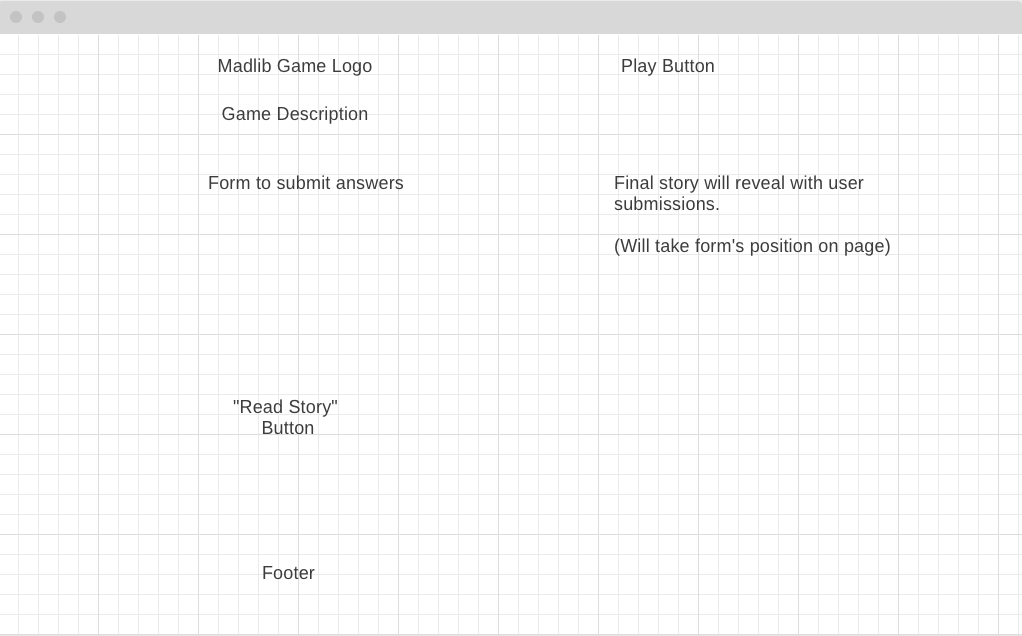 Madlib Game Logo
Play Button
Game Description
Form to submit answers
Final story will reveal with user
submissions.
(Will take form's position on page)
"Read Story"
Button
Footer